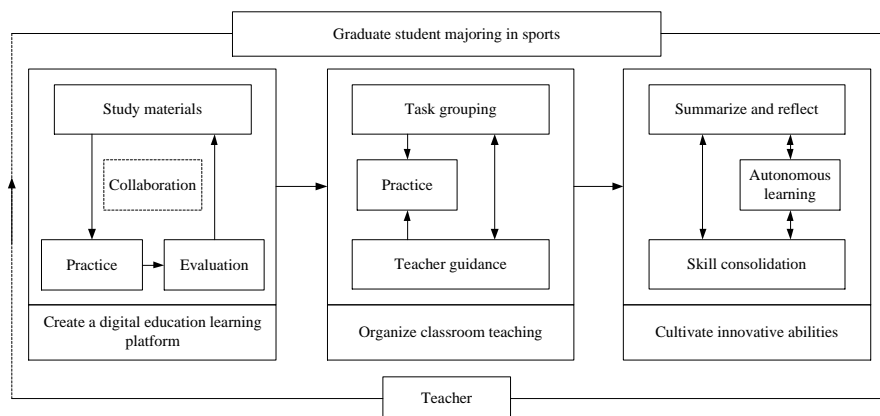 Graduate student majoring in sports
Study materials
Collaboration
Practice
Evaluation
Create a digital education learning
platform
Task grouping
Practice
Teacher guidance
Organize classroom teaching
Summarize and reflect
Autonomous
learning
Skill consolidation
Cultivate innovative abilities
Teacher